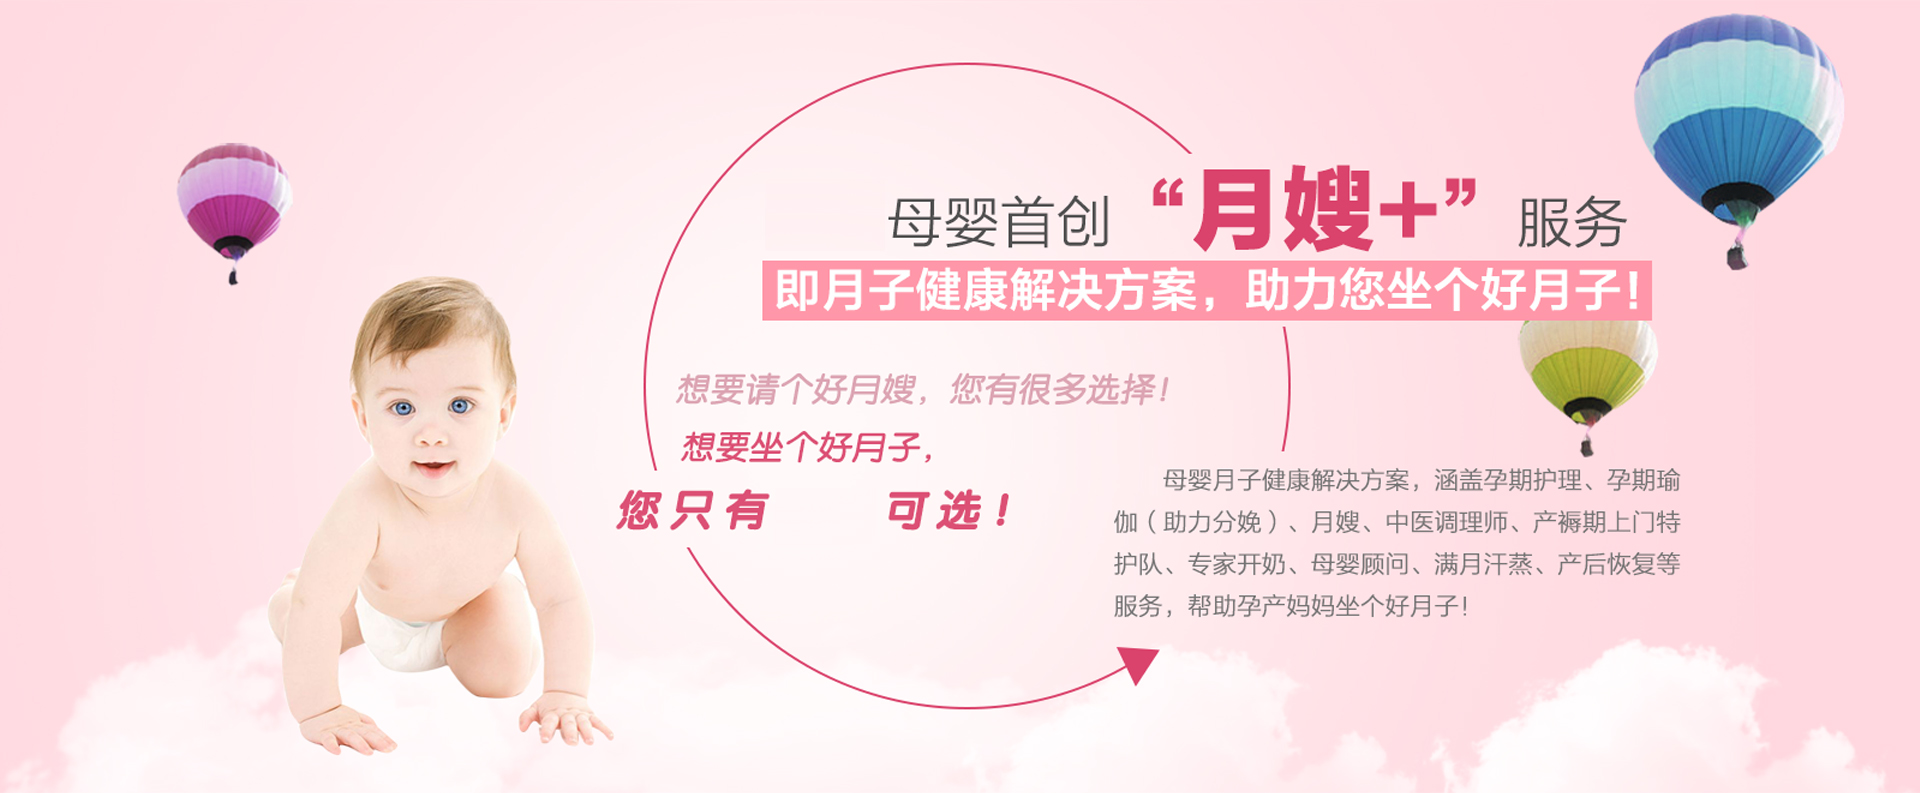 母婴首创“月嫂+”服务
即月子健康解决方案，助力您坐个好月子！
想要请个好月嫂，您有很多选择！
想要坐个好月子，
您只有 可选！
母婴月子健康解决方案，涵盖孕期护理、孕期瑜
伽（助力分娩）、月嫂、中医调理师、产褥期上门特
护队、专家开奶、母婴顾问、满月汗蒸、产后恢复等
服务，帮助孕产妈妈坐个好月子！